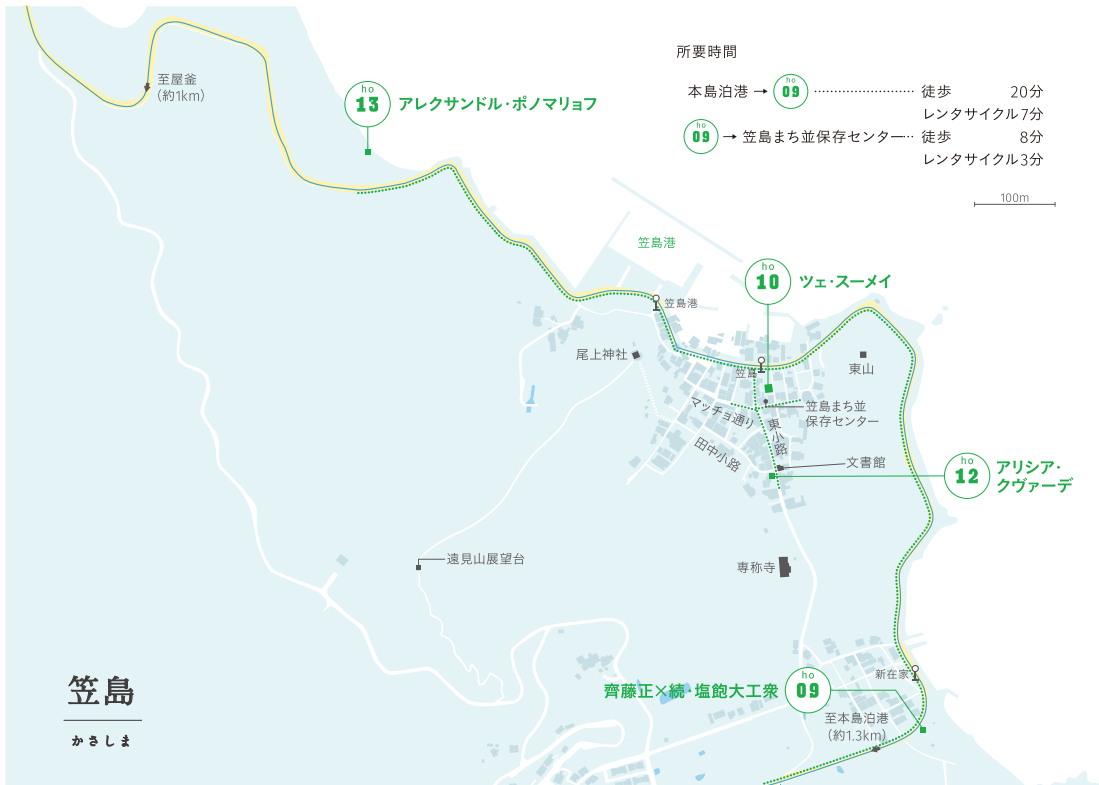 所要時間
本島泊港 → ho 09 徒歩 20分
レンタサイクル 7分
ho 09 → 笠島まち並保存センター 徒歩 8分
レンタサイクル 3分
100m
至屋釜
(約1km)
ho
13
アレクサンドル・ポノマリョフ
笠島港
ho
10
ツェ・スーメイ
笠島港
尾上神社
笠島
東山
笠島まち並
保存センター
マッチョ通り
東小路
田中小路
文書館
ho
12
アリシア・
クヴァーデ
遠見山展望台
専称寺
新在家
齊藤正×続・塩飽大工衆
ho
09
至本島泊港
(約1.3km)
笠島
かさしま